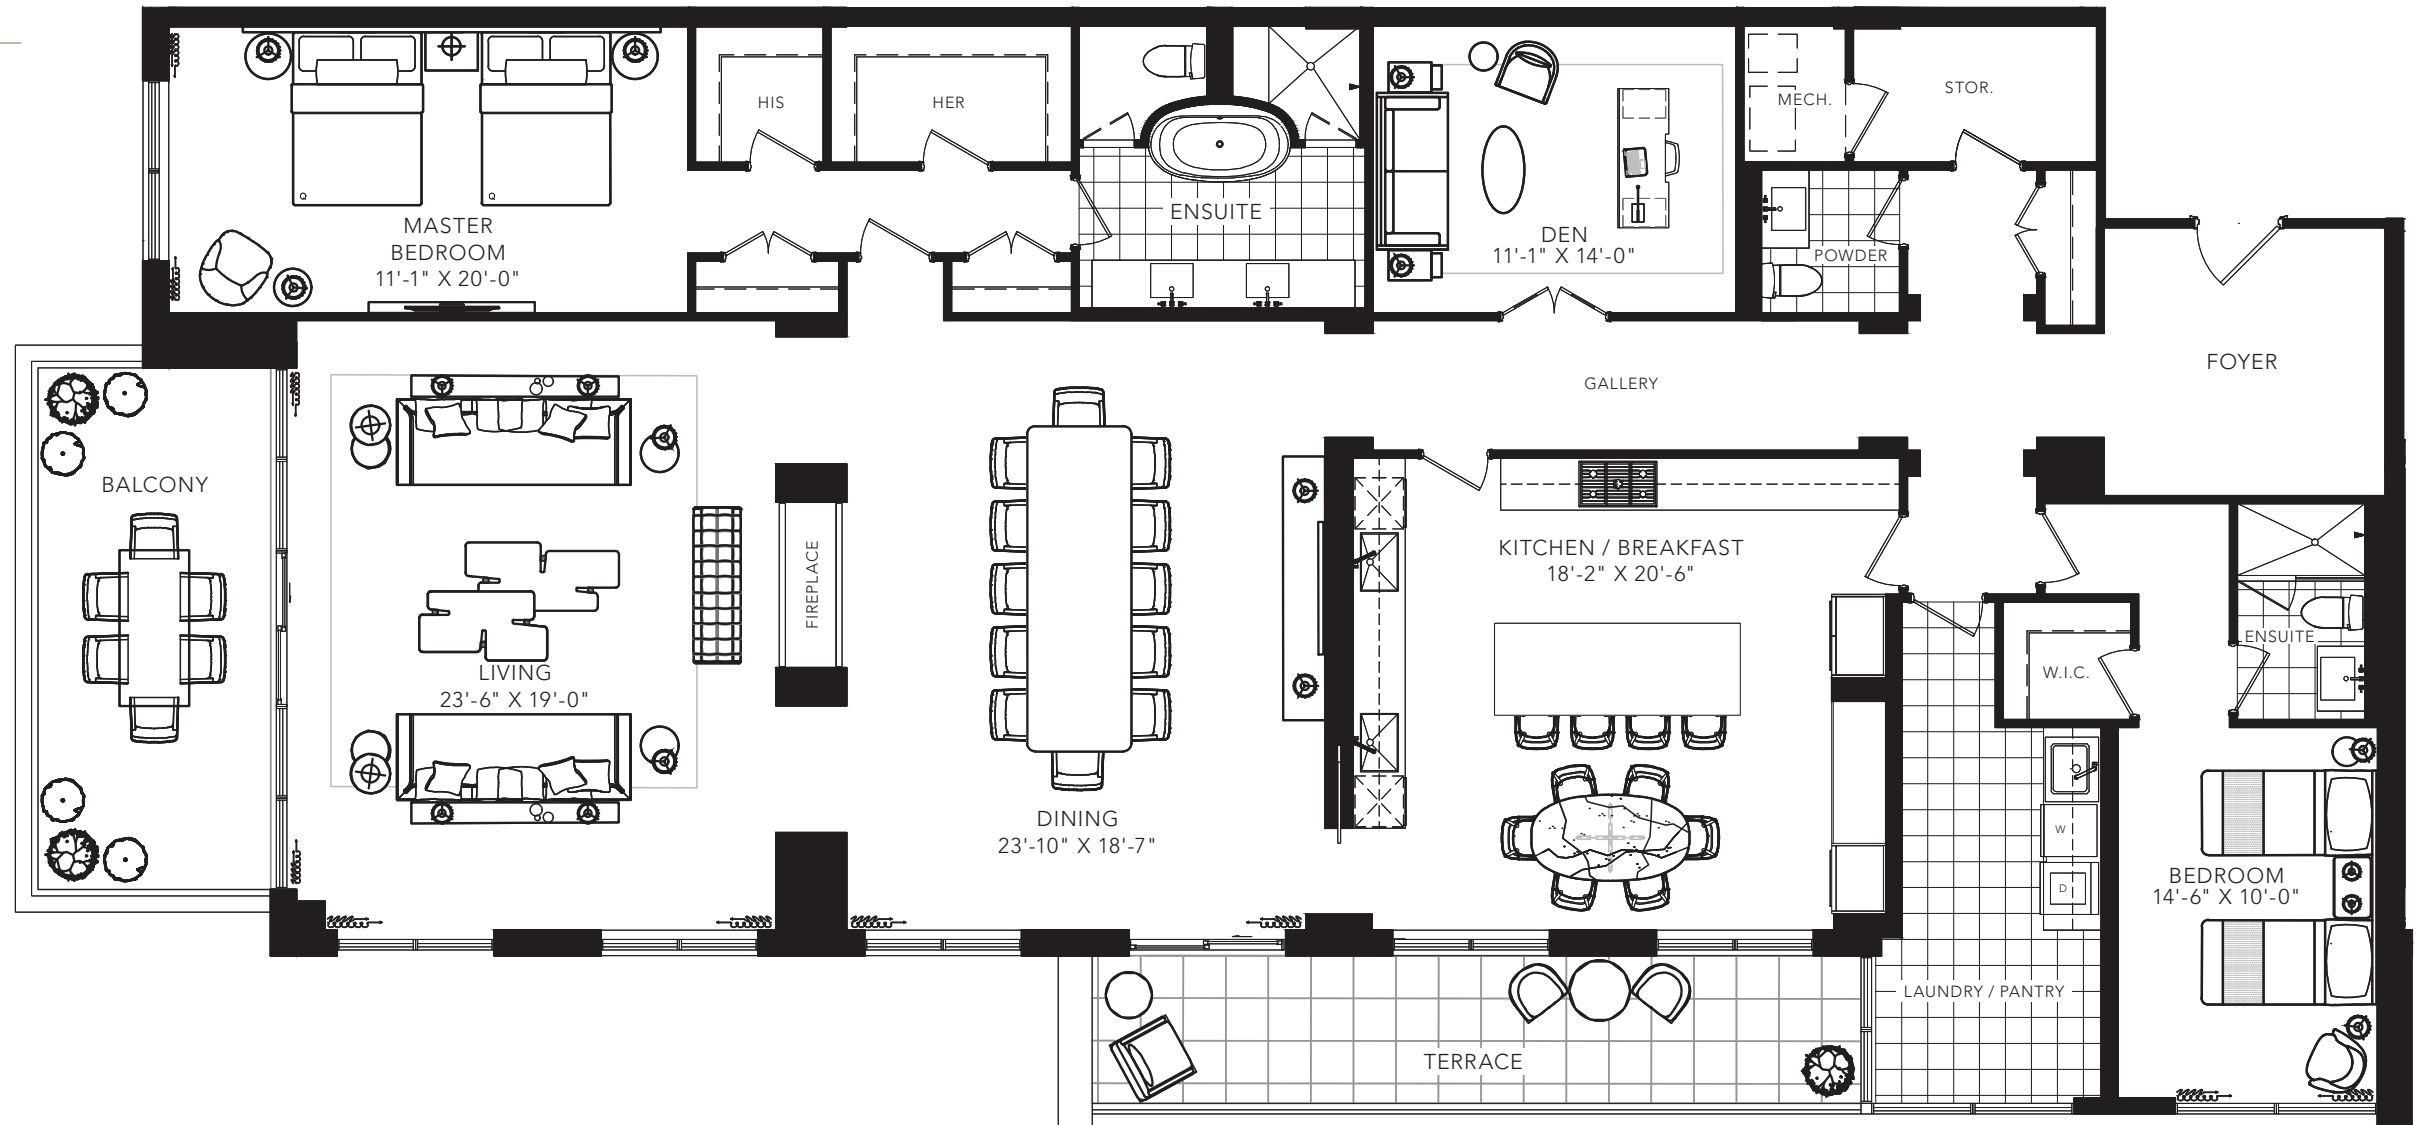 HIS
HER
MECH.
STOR.
MASTER
BEDROOM
11'-1" X 20'-0"
ENSUITE
DEN
11'-1" X 14'-0"
POWDER
FOYER
GALLERY
BALCONY
FIREPLACE
KITCHEN / BREAKFAST
18'-2" X 20'-6"
LIVING
23'-6" X 19'-0"
ENSUITE
W.I.C.
DINING
23'-10" X 18'-7"
W
D
BEDROOM
14'-6" X 10'-0"
LAUNDRY / PANTRY
TERRACE